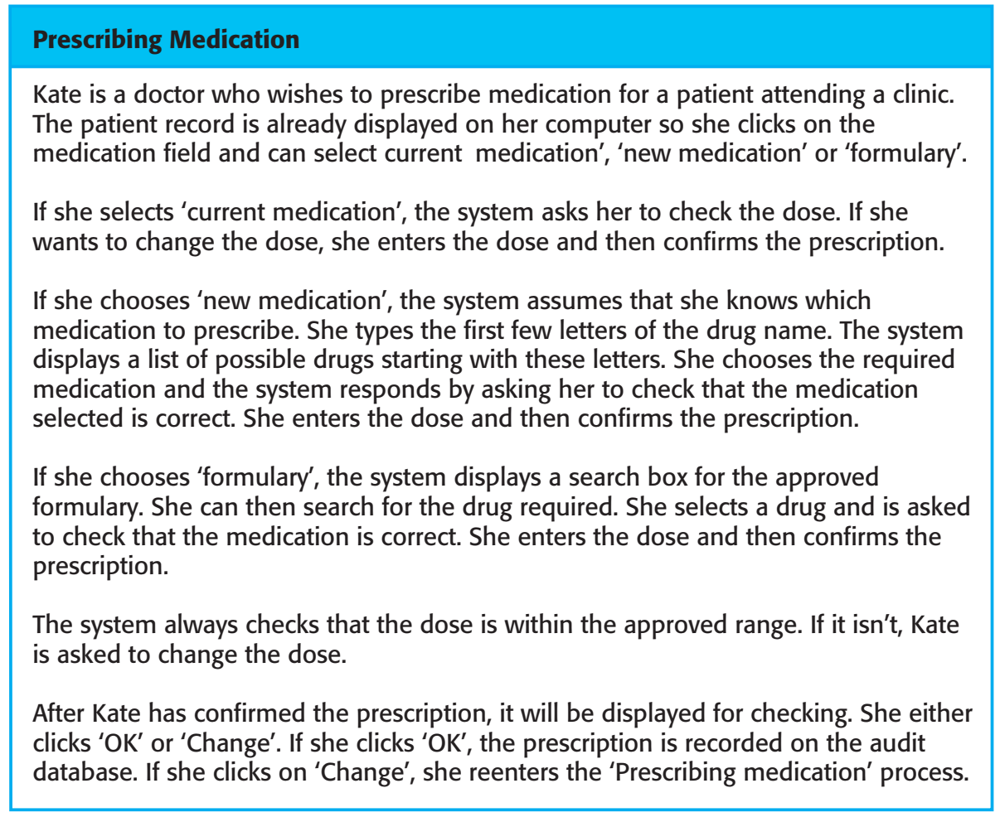 Prescribing Medication
Kate is a doctor who wishes to prescribe medication for a patient attending a clinic.
The patient record is already displayed on her computer so she clicks on the
medication field and can select current  medication’, ‘new medication’ or ‘formulary’.
If she selects ‘current medication’, the system asks her to check the dose. If she
wants to change the dose, she enters the dose and then confirms the prescription.
If she chooses ‘new medication’, the system assumes that she knows which
medication to prescribe. She types the first few letters of the drug name. The system
displays a list of possible drugs starting with these letters. She chooses the required
medication and the system responds by asking her to check that the medication
selected is correct. She enters the dose and then confirms the prescription.
If she chooses ‘formulary’, the system displays a search box for the approved
formulary. She can then search for the drug required. She selects a drug and is asked
to check that the medication is correct. She enters the dose and then confirms the
prescription.
The system always checks that the dose is within the approved range. If it isn’t, Kate
is asked to change the dose.
After Kate has confirmed the prescription, it will be displayed for checking. She either
clicks ‘OK’ or ‘Change’. If she clicks ‘OK’, the prescription is recorded on the audit
database. If she clicks on ‘Change’, she reenters the ‘Prescribing medication’ process.